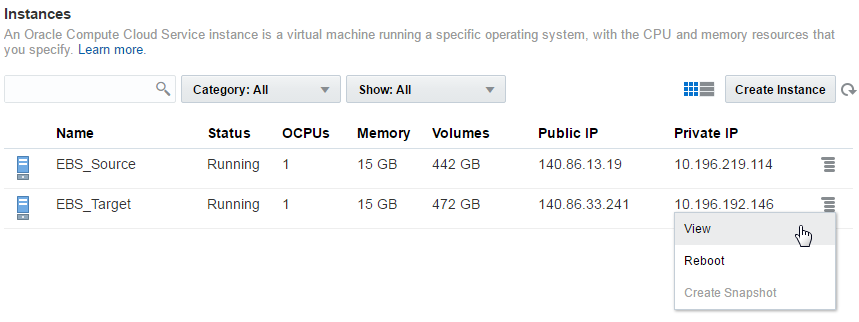 Instances
An Oracle Compute Cloud Service instance is a virtual machine running a specific operating system, with the CPU and memory resources that
you specify. Learn more.
Category: All Show: All Create Instance
Name Status OCPUs Memory Volumes Public IP Private IP
EBS_Source Running 1 15 GB 442 GB 140.86.13.19 10.196.219.114
EBS_Target Running 1 15 GB 472 GB 140.86.33.241 10.196.192.146
View
Reboot
Create Snapshot